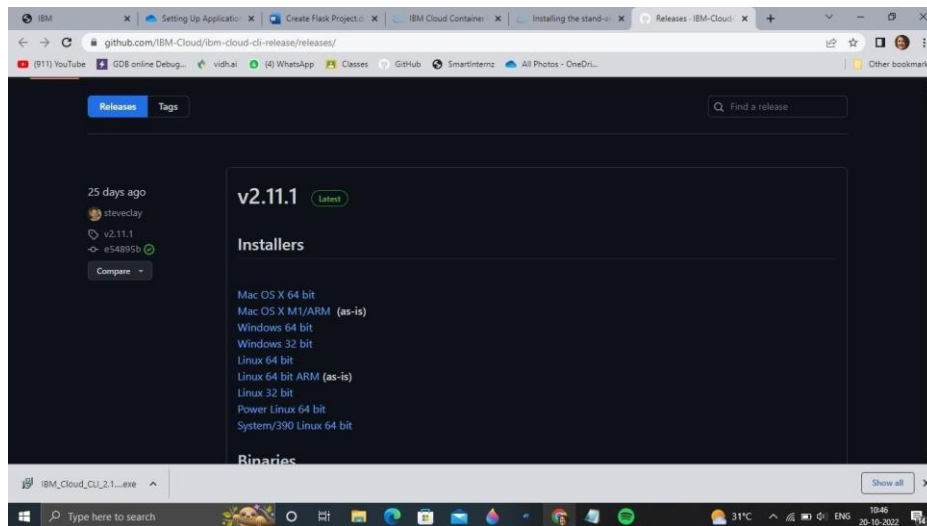 IBM
Setting Up Applicatio
Create Flask Project.
IBM Cloud Container
Installing the stand-al
Releases · IBM-Cloud
github.com/IBM-Cloud/ibm-cloud-cli-release/releases/
(911) YouTube
GDB online Debug...
vidh.ai
(4) WhatsApp
Classes
GitHub
Smartinternz
All Photos - OneDri...
Other bookmark
Releases
Tags
Find a release
25 days ago
steveclay
v2.11.1
e54895b
Compare
v2.11.1 Latest
Installers
Mac OS X 64 bit
Mac OS X M1/ARM (as-is)
Windows 64 bit
Windows 32 bit
Linux 64 bit
Linux 64 bit ARM (as-is)
Linux 32 bit
Power Linux 64 bit
System/390 Linux 64 bit
Binaries
IBM_Cloud_CLI_2.1....exe
Show all
Type here to search
31°C
ENG
10:46
20-10-2022